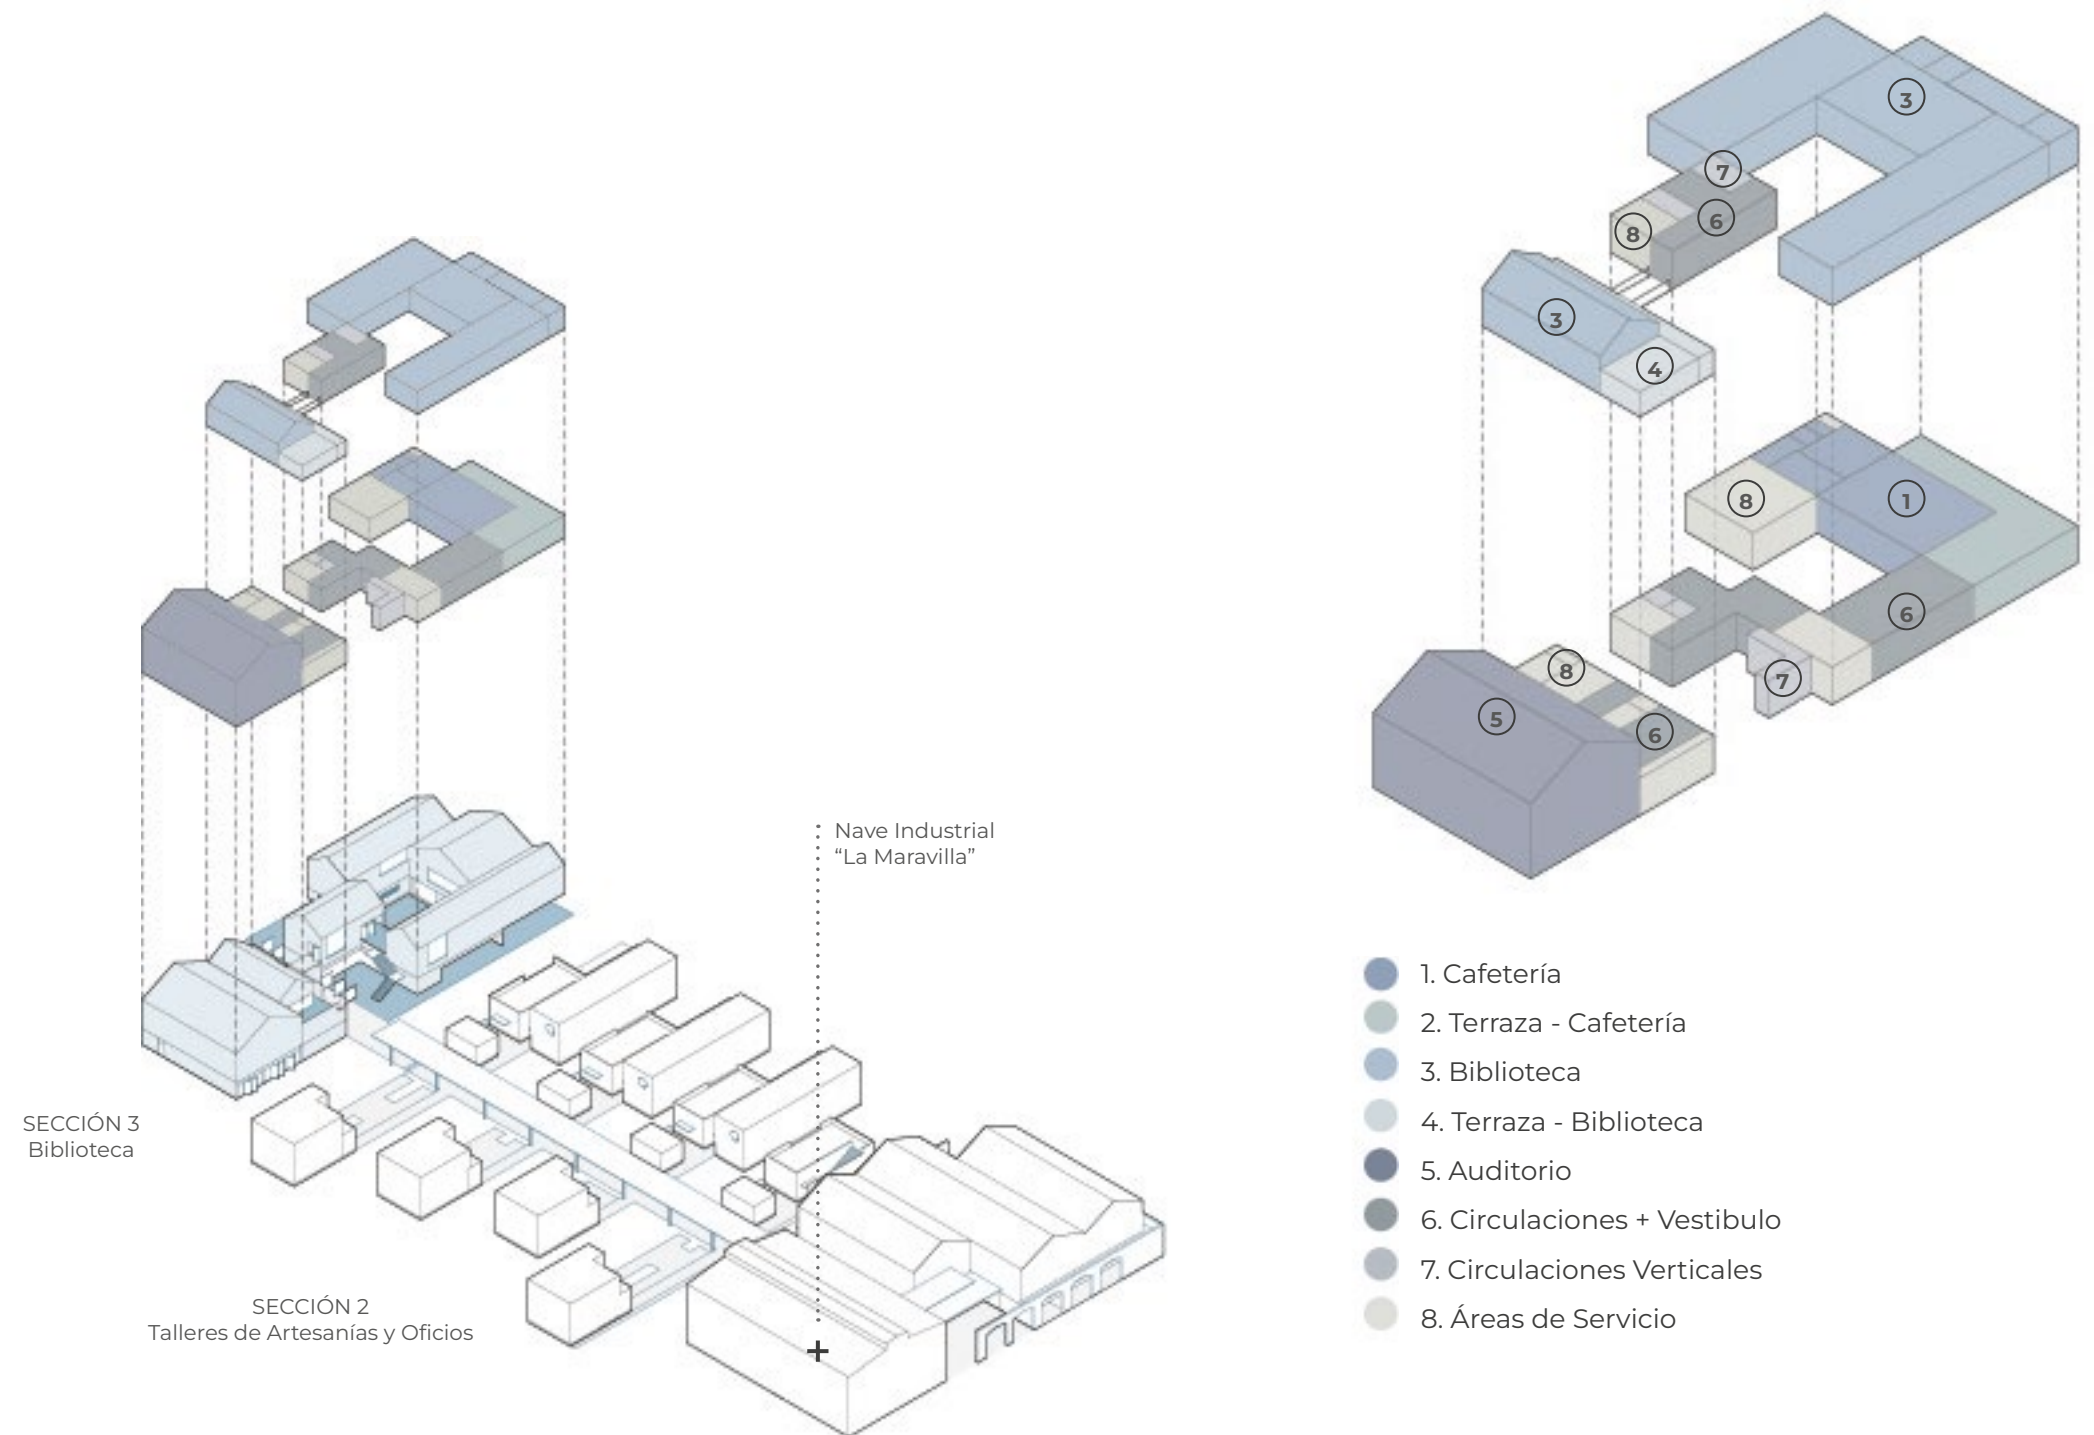 3
7
6
8
3
4
8
1
6
8
7
5
6
Nave Industrial
“La Maravilla”
SECCIÓN 3
Biblioteca
SECCIÓN 2
Talleres de Artesanías y Oficios
1. Cafetería
2. Terraza - Cafetería
3. Biblioteca
4. Terraza - Biblioteca
5. Auditorio
6. Circulaciones + Vestibulo
7. Circulaciones Verticales
8. Áreas de Servicio